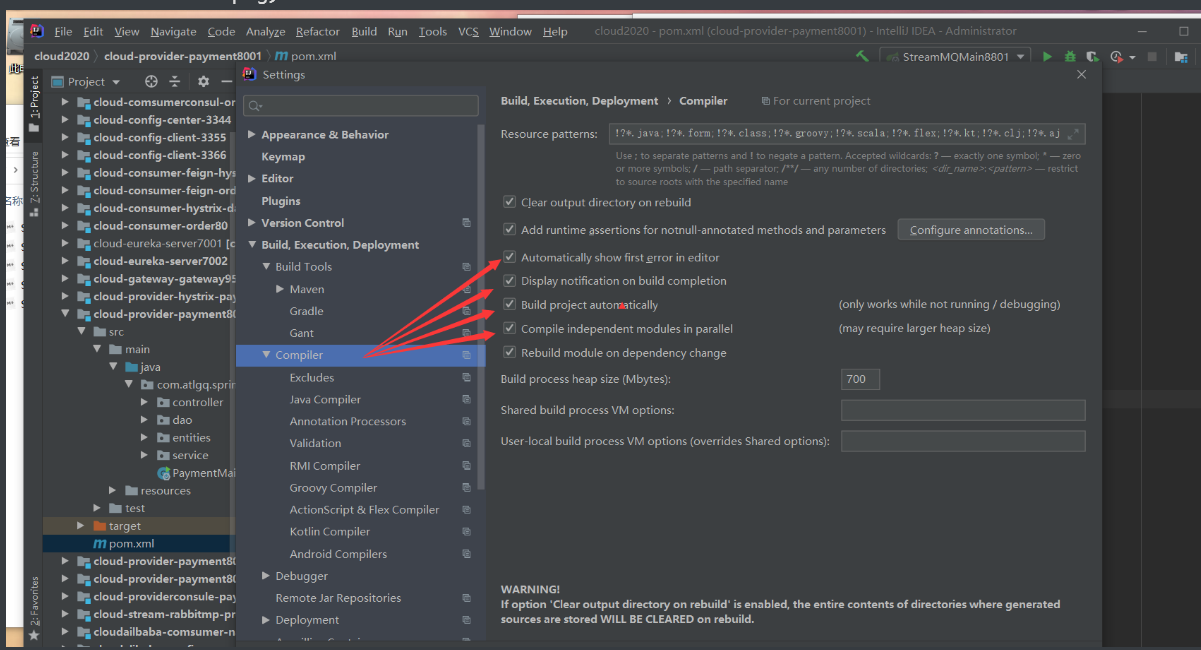 File Edit View Navigate Code Analyze Refactor Build Run Tools VCS Window Help cloud2020 - pom.xml (cloud-provider-payment8001) - IntelliJ IDEA - Administrator
cloud2020 cloud-provider-payment8001 pom.xml StreamMQMain8801
Project
1: Project
Z: Structure
2: Favorites
名称
cloud-comsumerconsul-or
cloud-config-center-3344
cloud-config-client-3355
cloud-config-client-3366
cloud-consumer-feign-hys
cloud-consumer-feign-ord
cloud-consumer-hystrix-da
cloud-consumer-order80
cloud-eureka-server7001 [c
cloud-eureka-server7002
cloud-gateway-gateway95
cloud-provider-hystrix-pay
cloud-provider-payment80
src
main
java
com.atlgq.sprin
controller
dao
entities
service
PaymentMai
resources
test
target
pom.xml
cloud-provider-payment80
cloud-provider-payment80
cloud-providerconsule-pay
cloud-stream-rabbitmp-pr
cloudailbaba-comsumer-n
Settings
Appearance & Behavior
Keymap
Editor
Plugins
Version Control
Build, Execution, Deployment
Build Tools
Maven
Gradle
Gant
Compiler
Excludes
Java Compiler
Annotation Processors
Validation
RMI Compiler
Groovy Compiler
ActionScript & Flex Compiler
Kotlin Compiler
Android Compilers
Debugger
Remote Jar Repositories
Deployment
Build, Execution, Deployment › Compiler For current project
Resource patterns: !?*.java;!?*.form;!?*.class;!?*.groovy;!?*.scala;!?*.flex;!?*.kt;!?*.clj;!?*.aj
Use ; to separate patterns and ! to negate a pattern. Accepted wildcards: ? — exactly one symbol; * — zero
or more symbols; / — path separator; /**/ — any number of directories; <dir_name>:<pattern> — restrict
to source roots with the specified name
Clear output directory on rebuild
Add runtime assertions for notnull-annotated methods and parameters Configure annotations...
Automatically show first error in editor
Display notification on build completion
Build project automatically (only works while not running / debugging)
Compile independent modules in parallel (may require larger heap size)
Rebuild module on dependency change
Build process heap size (Mbytes): 700
Shared build process VM options:
User-local build process VM options (overrides Shared options):
WARNING!
If option 'Clear output directory on rebuild' is enabled, the entire contents of directories where generated
sources are stored WILL BE CLEARED on rebuild.